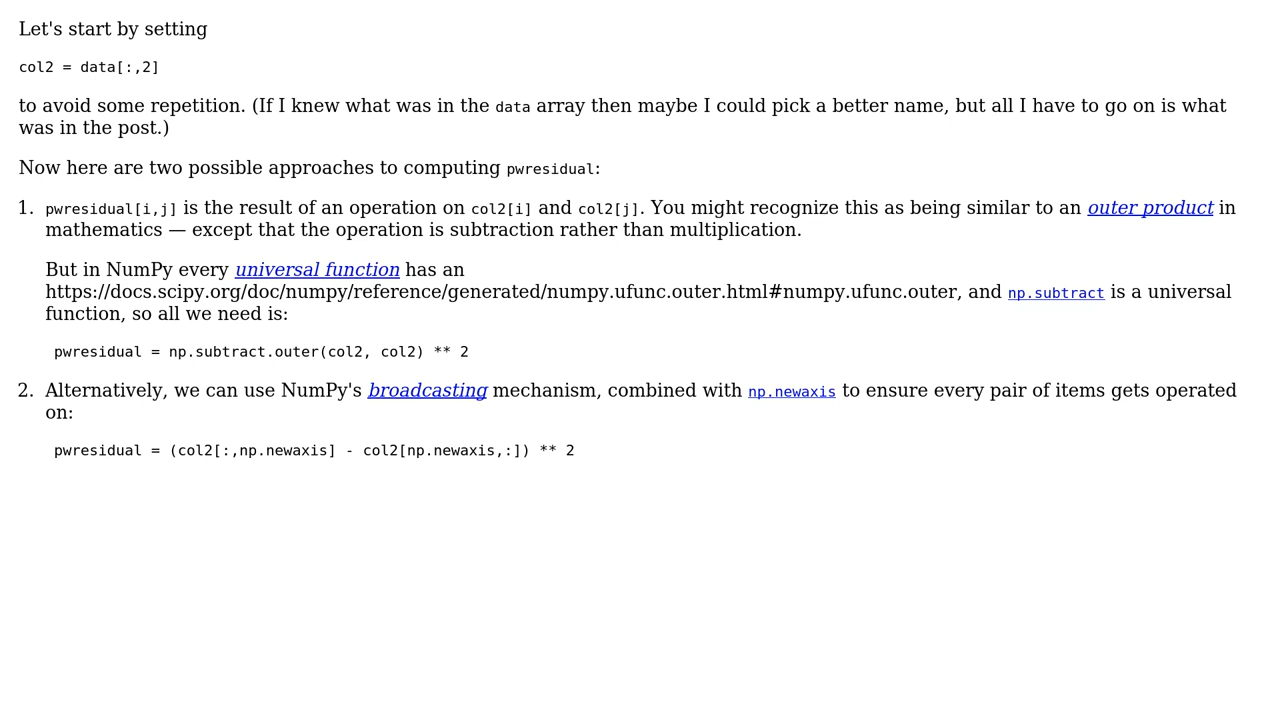 Let's start by setting
col2 = data[:,2]
to avoid some repetition. (If I knew what was in the data array then maybe I could pick a better name, but all I have to go on is what
was in the post.)
Now here are two possible approaches to computing pwresidual:
1. pwresidual[i,j] is the result of an operation on col2[i] and col2[j]. You might recognize this as being similar to an outer product in
mathematics — except that the operation is subtraction rather than multiplication.
But in NumPy every universal function has an
https://docs.scipy.org/doc/numpy/reference/generated/numpy.ufunc.outer.html#numpy.ufunc.outer, and np.subtract is a universal
function, so all we need is:
pwresidual = np.subtract.outer(col2, col2) ** 2
2. Alternatively, we can use NumPy's broadcasting mechanism, combined with np.newaxis to ensure every pair of items gets operated
on:
pwresidual = (col2[:,np.newaxis] - col2[np.newaxis,:]) ** 2